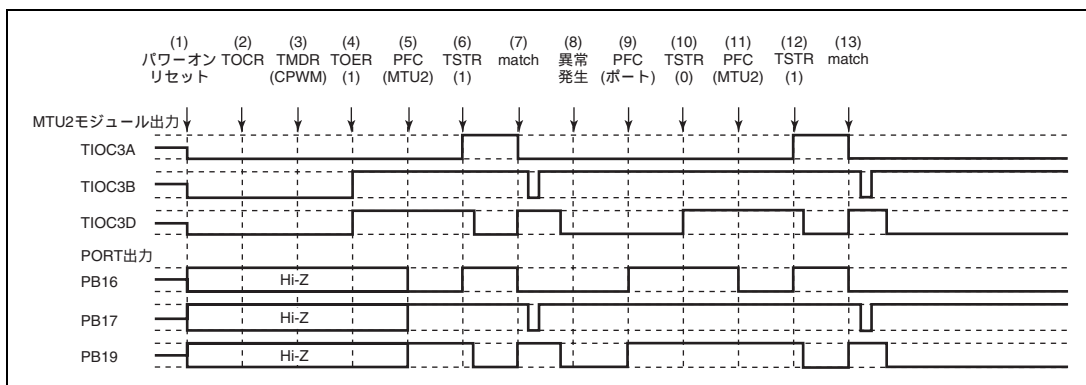 (1) (2) (3) (4) (5) (6) (7) (8) (9) (10) (11) (12) (13)
パワーオン TOCR TMDR TOER PFC TSTR match 異常 PFC TSTR PFC TSTR match
リセット (CPWM) (1) (MTU2) (1) 発生 (ポート) (0) (MTU2) (1)
MTU2モジュール出力
TIOC3A
TIOC3B
TIOC3D
PORT出力
PB16 Hi-Z
PB17 Hi-Z
PB19 Hi-Z